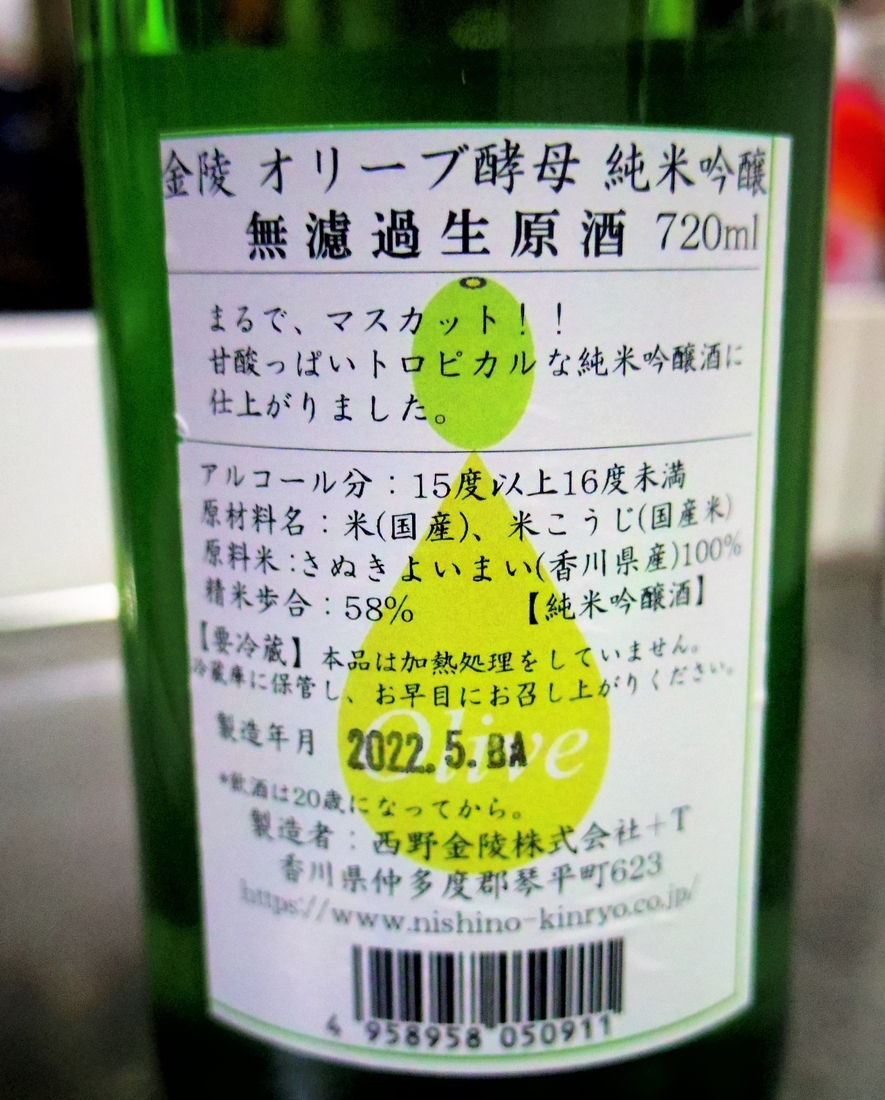 金陵 オリーブ酵母 純米吟醸
無濾過生原酒 720ml
まるで、マスカット！！
甘酸っぱいトロピカルな純米吟醸酒に
仕上がりました。
アルコール分：15度以上16度未満
原材料名：米(国産)、米こうじ(国産米)
原料米：さぬきよいまい(香川県産)100%
精米歩合：58% 【純米吟醸酒】
【要冷蔵】本品は加熱処理をしていません。
冷蔵庫に保管し、お早目にお召し上がりください。
Olive
製造年月 2022.5.BA
*飲酒は20歳になってから。
製造者：西野金陵株式会社＋T
香川県仲多度郡琴平町623
https://www.nishino-kinryo.co.jp/
4 958958 050911